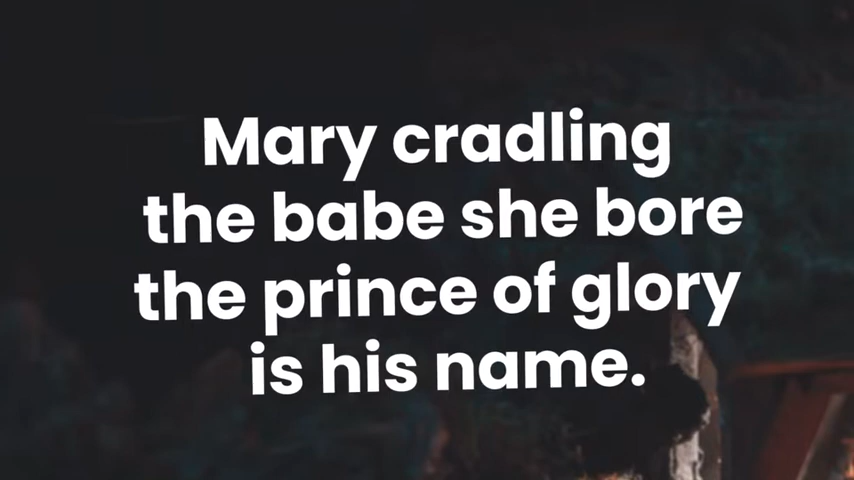 Mary cradling
the babe she bore
the prince of glory
is his name.